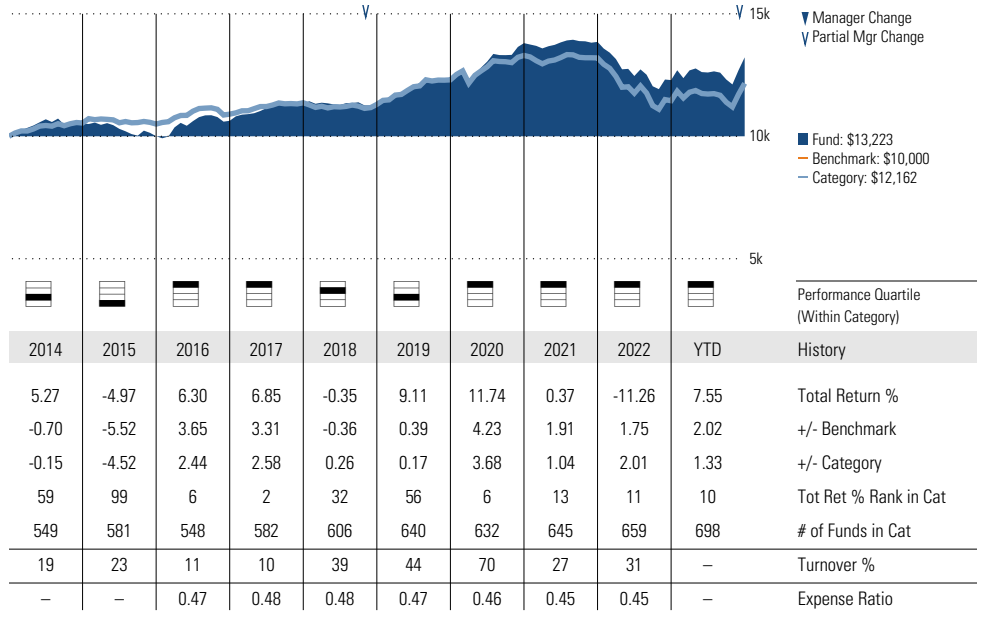 15k
Manager Change
Partial Mgr Change
10k
Fund: $13,223
Benchmark: $10,000
Category: $12,162
5k
Performance Quartile
(Within Category)
2014 2015 2016 2017 2018 2019 2020 2021 2022 YTD History
5.27 -4.97 6.30 6.85 -0.35 9.11 11.74 0.37 -11.26 7.55 Total Return %
-0.70 -5.52 3.65 3.31 -0.36 0.39 4.23 1.91 1.75 2.02 +/- Benchmark
-0.15 -4.52 2.44 2.58 0.26 0.17 3.68 1.04 2.01 1.33 +/- Category
59 99 6 2 32 56 6 13 11 10 Tot Ret % Rank in Cat
549 581 548 582 606 640 632 645 659 698 # of Funds in Cat
19 23 11 10 39 44 70 27 31 – Turnover %
– – 0.47 0.48 0.48 0.47 0.46 0.45 0.45 – Expense Ratio